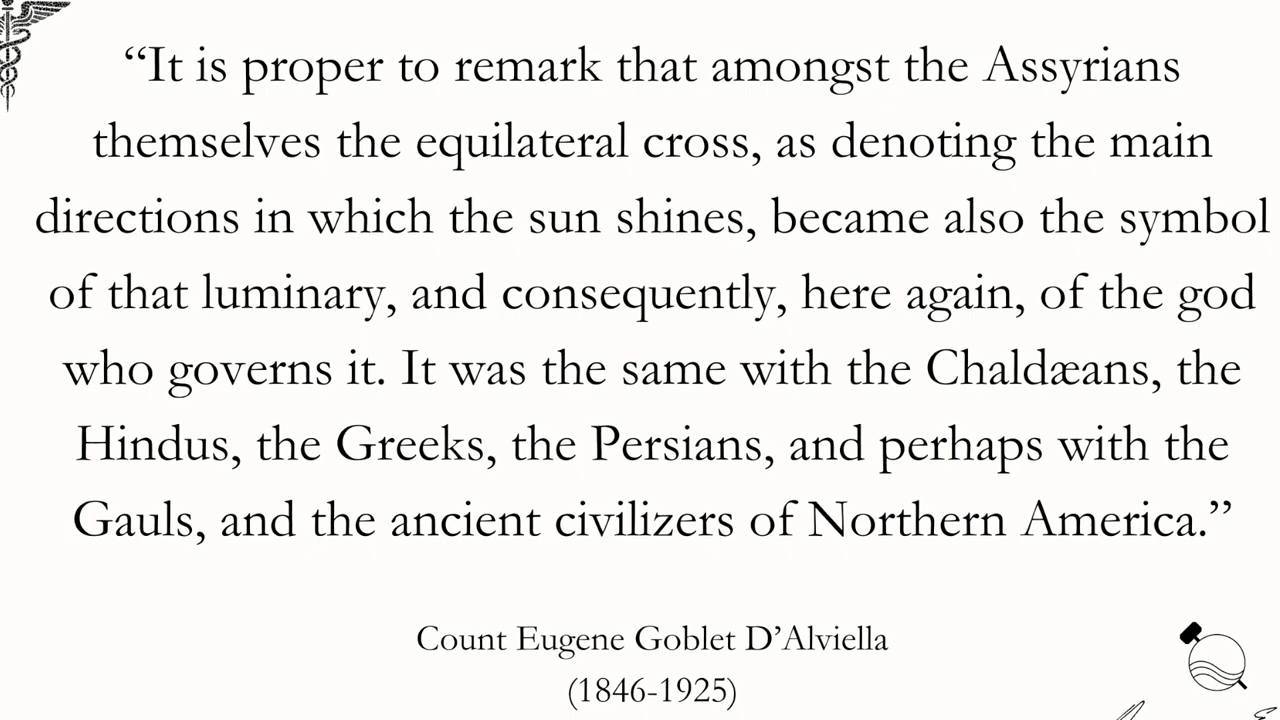 “It is proper to remark that amongst the Assyrians
themselves the equilateral cross, as denoting the main
directions in which the sun shines, became also the symbol
of that luminary, and consequently, here again, of the god
who governs it. It was the same with the Chaldæans, the
Hindus, the Greeks, the Persians, and perhaps with the
Gauls, and the ancient civilizers of Northern America.”
Count Eugene Goblet D’Alviella
(1846-1925)